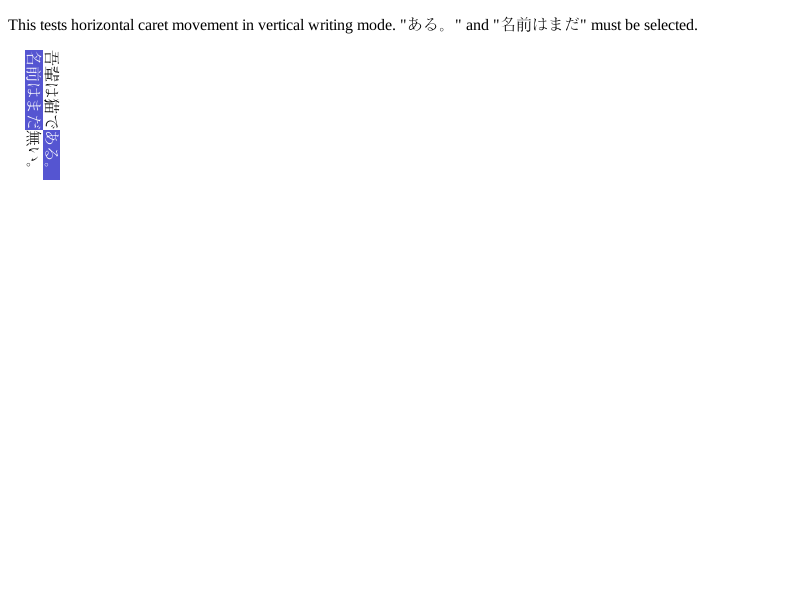 This tests horizontal caret movement in vertical writing mode. "ある。" and "名前はまだ" must be selected.
吾輩は猫である。
名前はまだ無い。